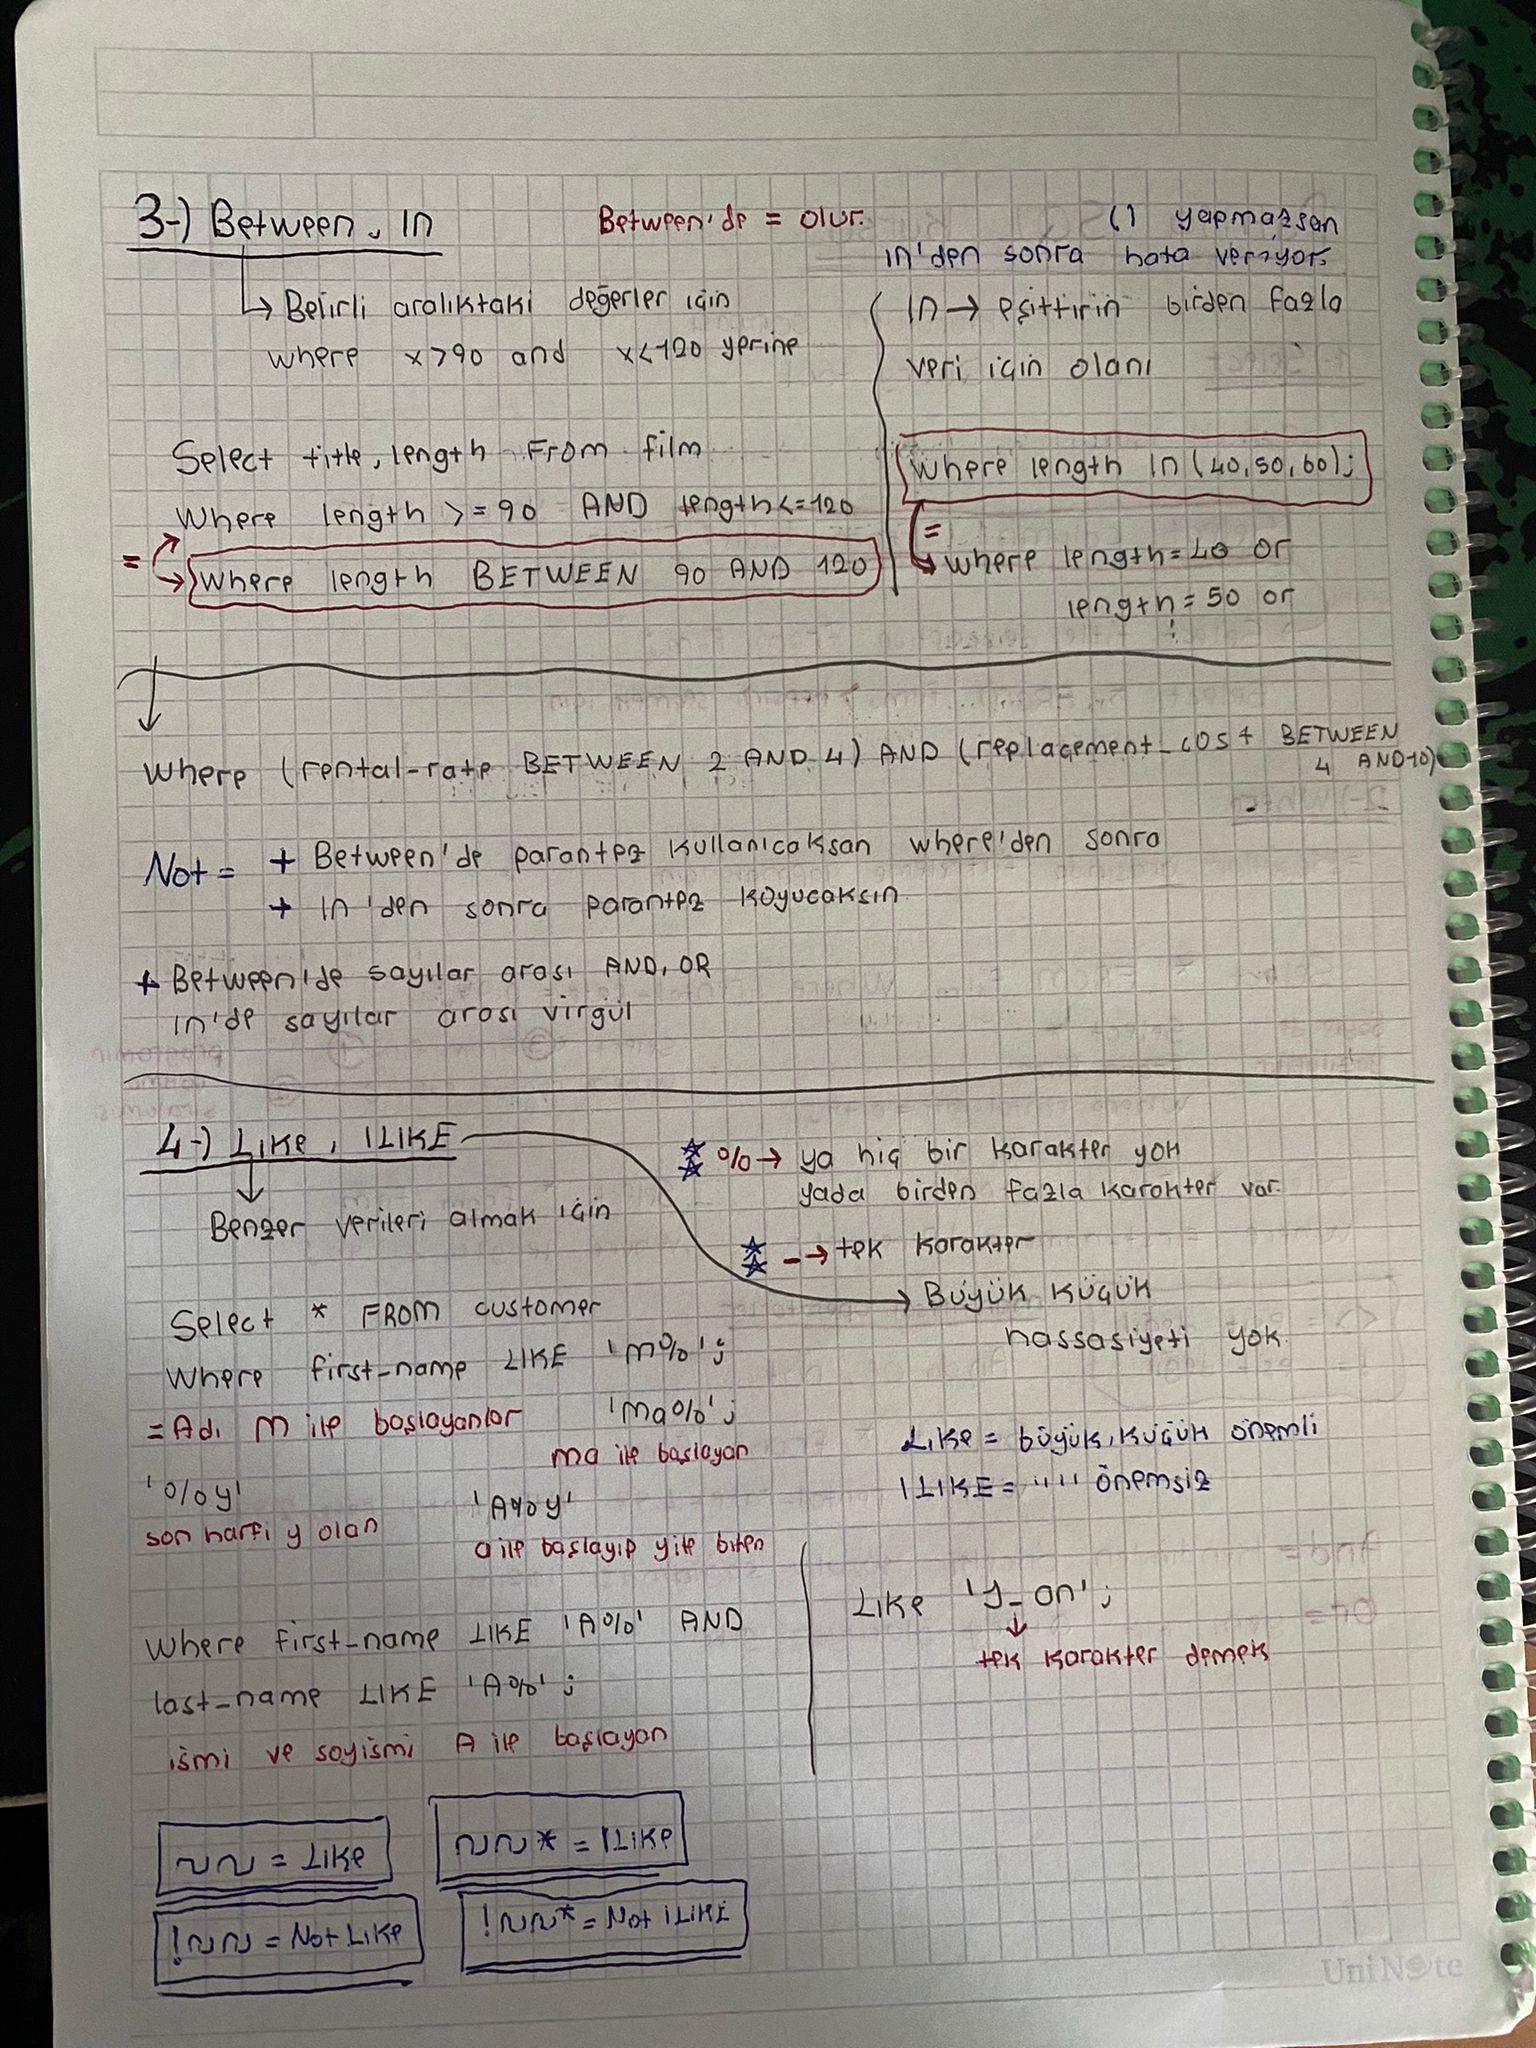 3-) Between, In
Between'de = olur.
() yapmazsan
In'den sonra hata veriyor.
Belirli aralıktaki değerler için
where x>90 and x<120 yerine
In → eşittirin birden fazla
veri için olanı
Select title, length From film
Where length >= 90 AND length<=120
= where length BETWEEN 90 AND 120
where length In (40,50,60);
= where length=40 or
length=50 or
Where (rental_rate BETWEEN 2 AND 4) AND (replacement_cost BETWEEN
4 AND 10)
Not = + Between'de parantez kullanıcaksan where'den sonra
+ In'den sonra parantez koyucaksın
+ Between'de sayılar arası AND, OR
In'de sayılar arası virgül
4-) Like, ILIKE
Benzer verileri almak için
% → ya hiç bir karakter yok
yada birden fazla karakter var.
_ → tek karakter
→ Büyük küçük
hassasiyeti yok
Select * FROM customer
Where first_name LIKE 'm%';
= Adı m ile başlayanlar
'ma%';
ma ile başlayan
Like = büyük, küçük önemli
ILIKE = " " önemsiz
'%y'
son harfi y olan
'A%y'
a ile başlayıp y ile biten
Where first_name LIKE 'A%' AND
last_name LIKE 'A%';
ismi ve soyismi A ile başlayan
Like 'J_on';
tek karakter demek
~~ = Like
~~* = ILike
!~~ = Not Like
!~~* = Not iLIKE
UniNote